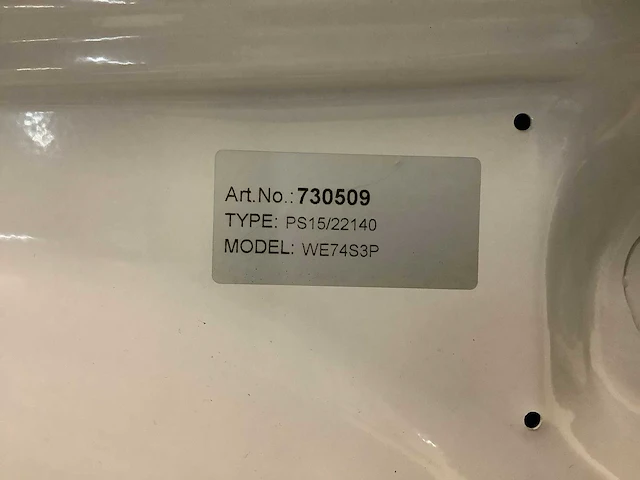 Art.No.: 730509
TYPE: PS15/22140
MODEL: WE74S3P